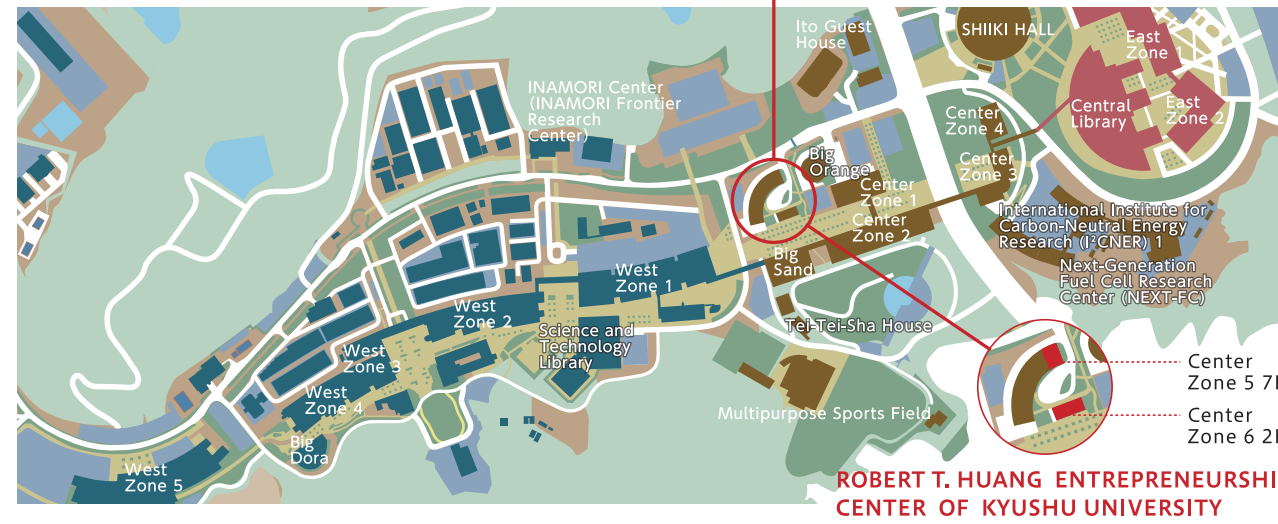 Ito Guest
House
SHIIKI HALL
East
Zone 1
INAMORI Center
(INAMORI Frontier
Research
Center)
Central
Library
East
Zone 2
Center
Zone 4
Big
Orange
Center
Zone 3
Center
Zone 1
Center
Zone 2
International Institute for
Carbon-Neutral Energy
Research (I²CNER) 1
Big
Sand
Next-Generation
Fuel Cell Research
Center (NEXT-FC)
West
Zone 1
West
Zone 2
Science and
Technology
Library
Tei-Tei-Sha House
West
Zone 3
West
Zone 4
Multipurpose Sports Field
Big
Dora
West
Zone 5
Center
Zone 5 7
Center
Zone 6 2
ROBERT T. HUANG ENTREPRENEURSHI
CENTER OF KYUSHU UNIVERSITY